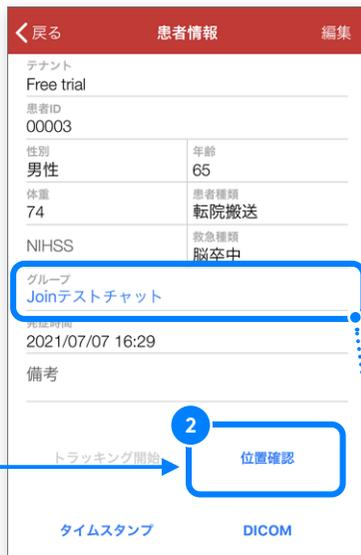 戻る 患者情報 編集
テナント
Free trial
患者ID
00003
性別 年齢
男性 65
体重 患者種類
74 転院搬送
NIHSS 救急種類
脳卒中
グループ
Joinテストチャット
発症時間
2021/07/07 16:29
備考
2
トラッキング開始 位置確認
タイムスタンプ DICOM